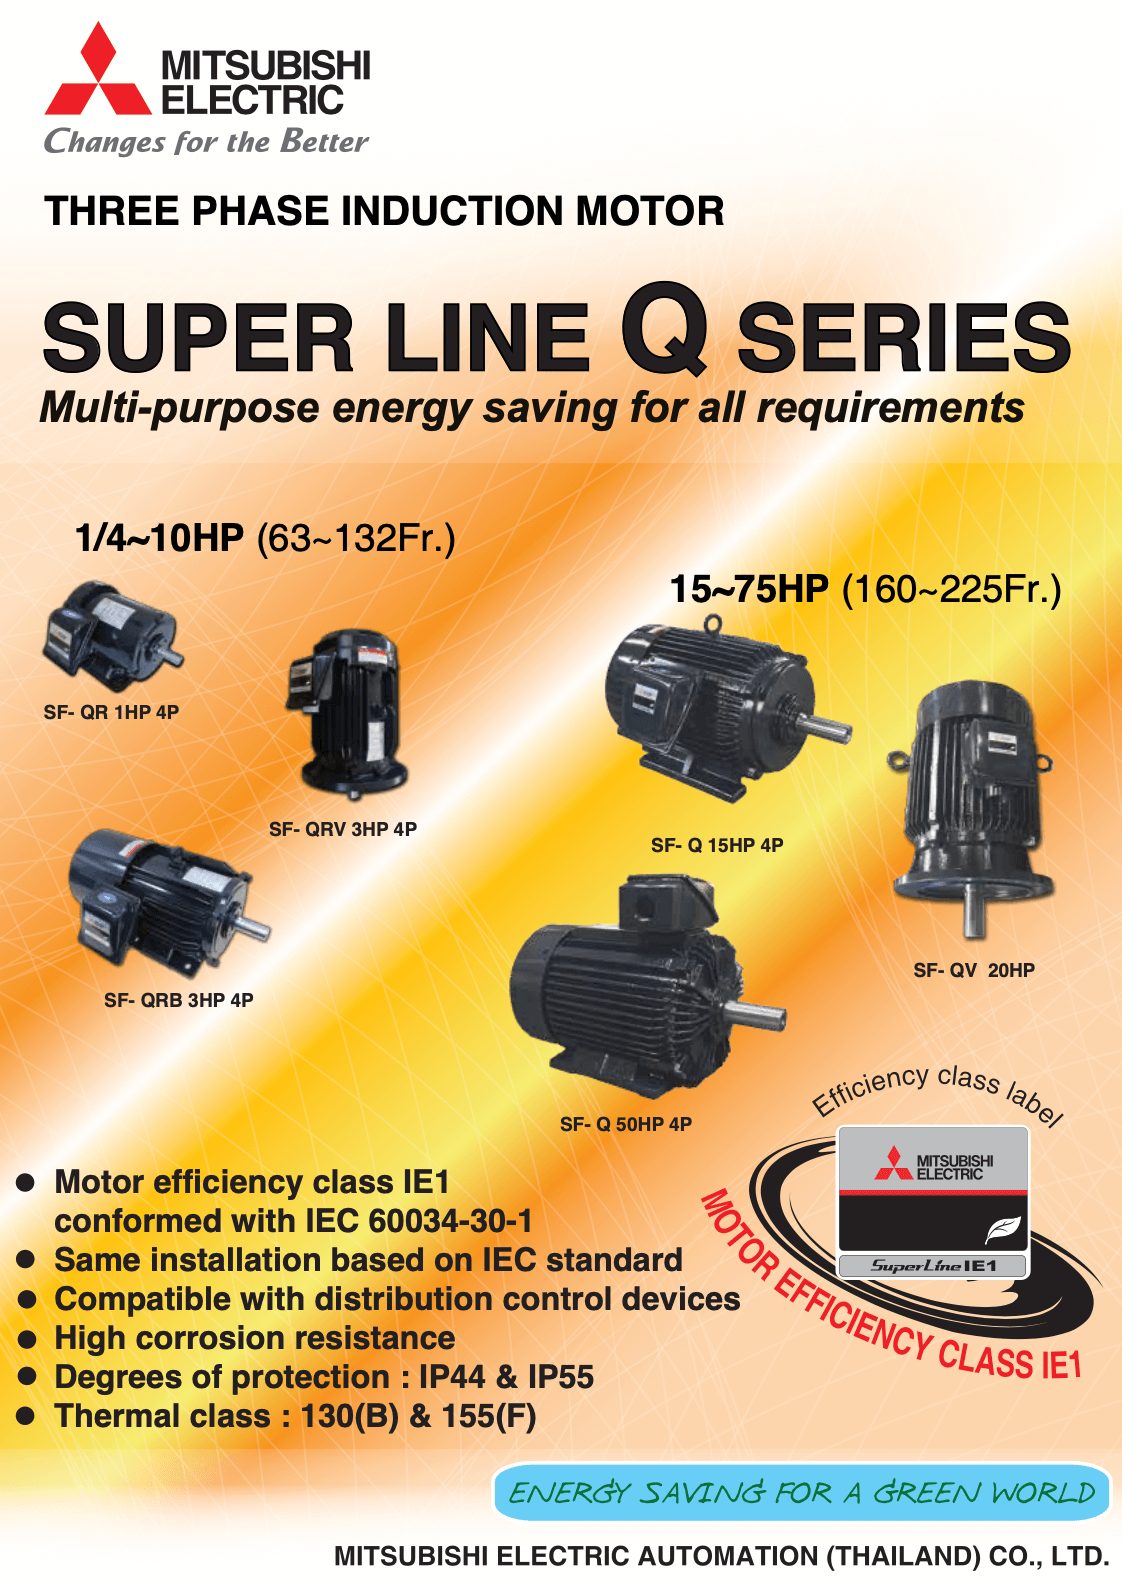 MITSUBISHI
ELECTRIC
Changes for the Better
THREE PHASE INDUCTION MOTOR
SUPER LINE Q SERIES
Multi-purpose energy saving for all requirements
1/4~10HP (63~132Fr.)
15~75HP (160~225Fr.)
SF- QR 1HP 4P
SF- QRV 3HP 4P
SF- Q 15HP 4P
SF- QV 20HP
SF- QRB 3HP 4P
SF- Q 50HP 4P
Efficiency class label
MITSUBISHI
ELECTRIC
SuperLine IE1
MOTOR EFFICIENCY CLASS IE1
● Motor efficiency class IE1
conformed with IEC 60034-30-1
● Same installation based on IEC standard
● Compatible with distribution control devices
● High corrosion resistance
● Degrees of protection : IP44 & IP55
● Thermal class : 130(B) & 155(F)
ENERGY SAVING FOR A GREEN WORLD
MITSUBISHI ELECTRIC AUTOMATION (THAILAND) CO., LTD.